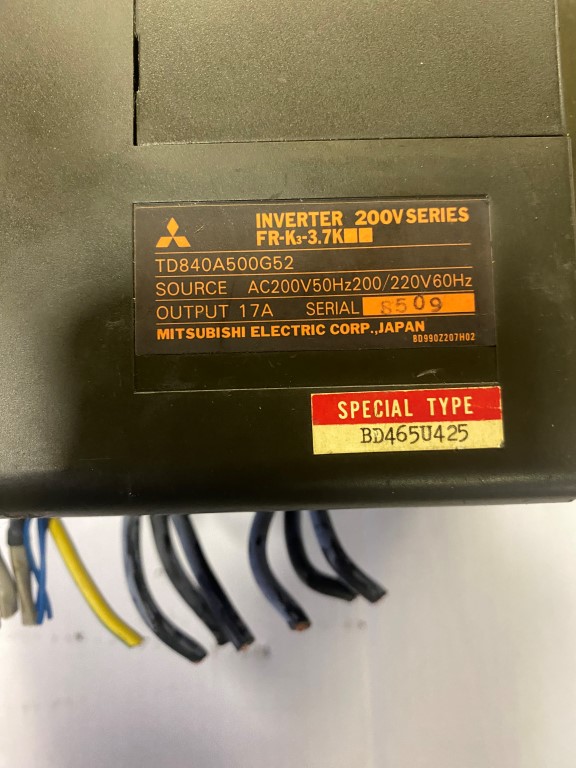 INVERTER 200V SERIES
FR-K3-3.7K■■
TD840A500G52
SOURCE AC200V50Hz200/220V60Hz
OUTPUT 17A SERIAL 8509
MITSUBISHI ELECTRIC CORP.,JAPAN
BD990Z207H02
SPECIAL TYPE
BD465U425